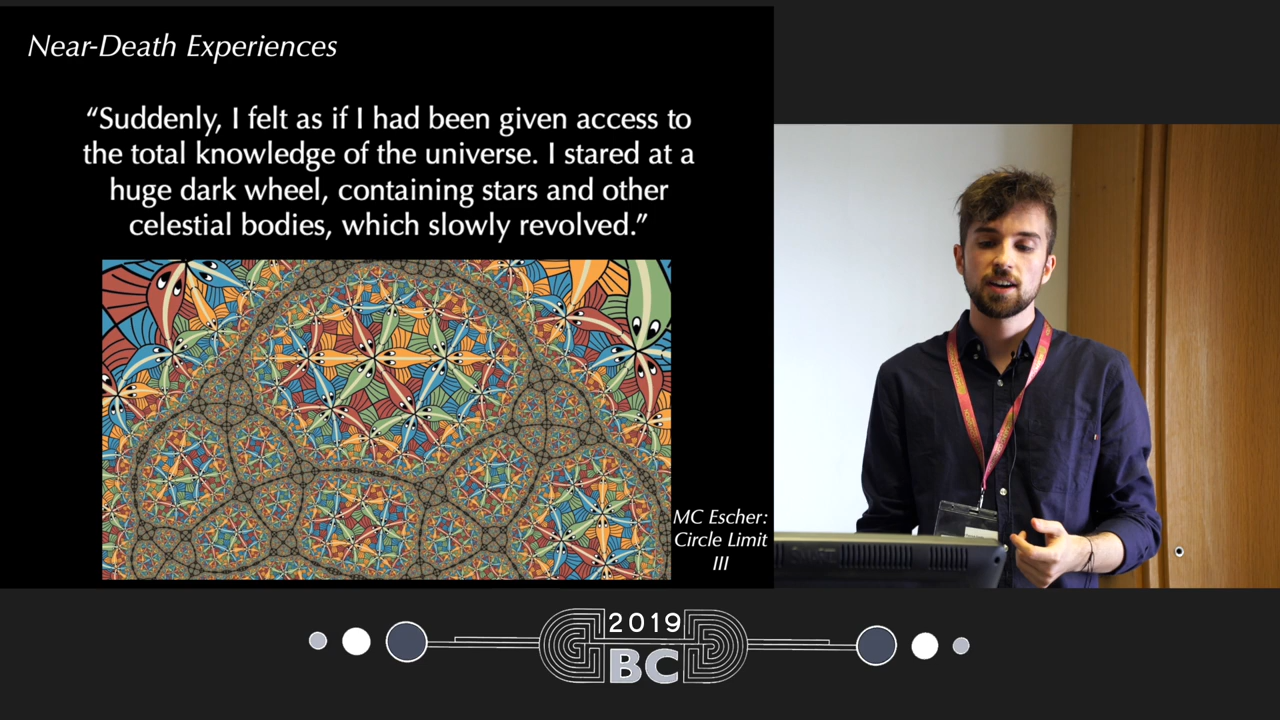 Near-Death Experiences
“Suddenly, I felt as if I had been given access to
the total knowledge of the universe. I stared at a
huge dark wheel, containing stars and other
celestial bodies, which slowly revolved.”
MC Escher:
Circle Limit
III
2019
BC